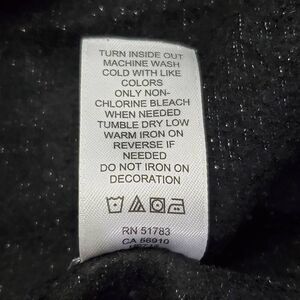 TURN INSIDE OUT
MACHINE WASH
COLD WITH LIKE
COLORS
ONLY NON-
CHLORINE BLEACH
WHEN NEEDED
TUMBLE DRY LOW
WARM IRON ON
REVERSE IF
NEEDED
DO NOT IRON ON
DECORATION
RN 51783
CA 56910